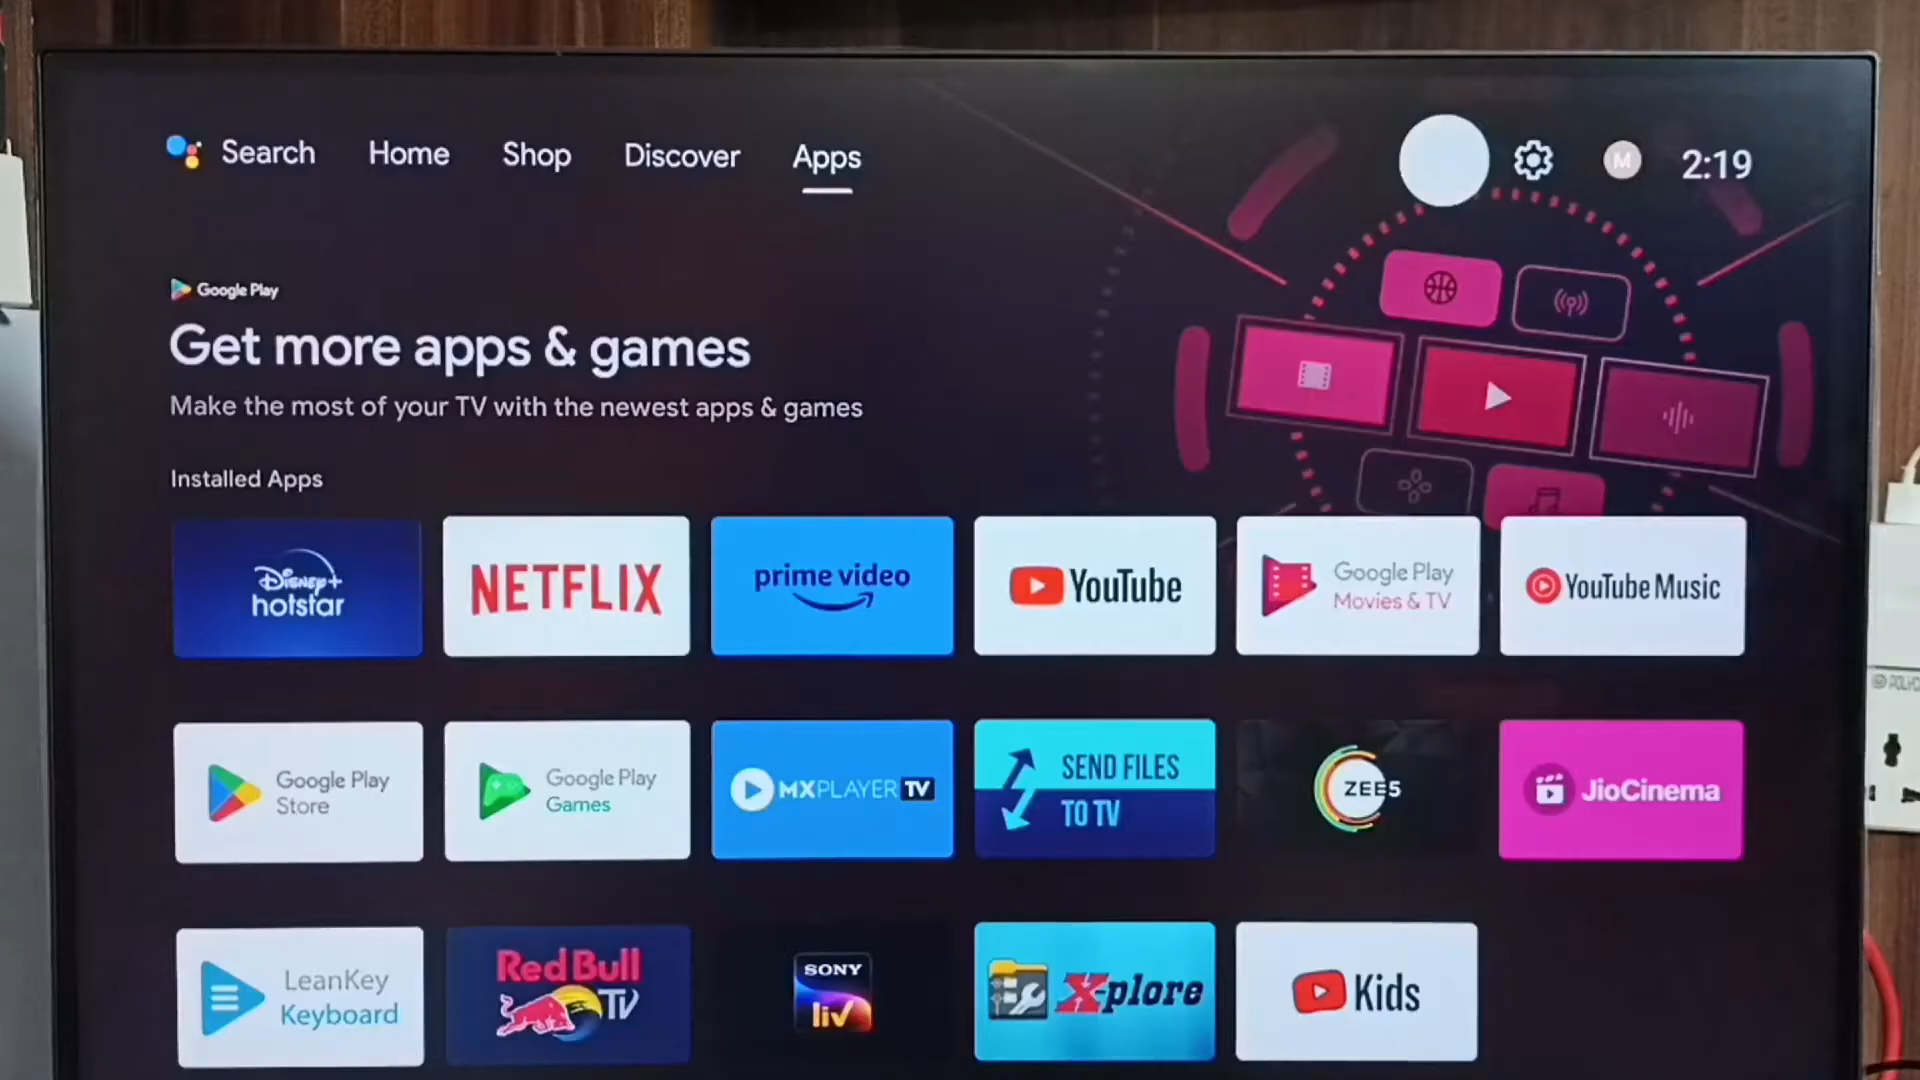 Search Home Shop Discover Apps
M 2:19
Google Play
Get more apps & games
Make the most of your TV with the newest apps & games
Installed Apps
Disney+
hotstar
NETFLIX
prime video
YouTube
Google Play
Movies & TV
YouTube Music
Google Play
Store
Google Play
Games
MXPLAYER TV
SEND FILES
TO TV
ZEE5
JioCinema
LeanKey
Keyboard
Red Bull
TV
SONY
liv
X-plore
Kids